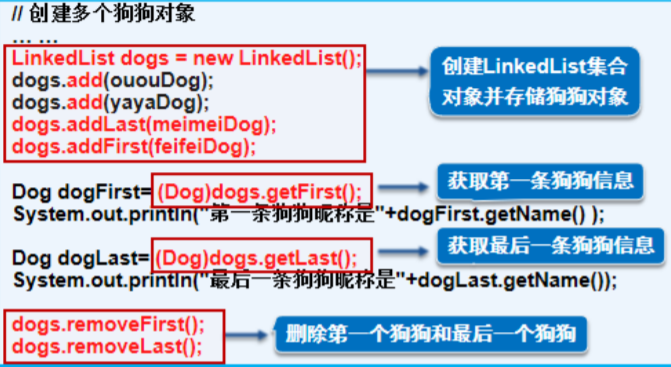 // 创建多个狗狗对象
... ...
LinkedList dogs = new LinkedList();
dogs.add(ououDog);
dogs.add(yayaDog);
dogs.addLast(meimeiDog);
dogs.addFirst(feifeiDog);
创建LinkedList集合
对象并存储狗狗对象
Dog dogFirst= (Dog)dogs.getFirst();
获取第一条狗狗信息
System.out.println("第一条狗狗昵称是"+dogFirst.getName() );
Dog dogLast= (Dog)dogs.getLast();
获取最后一条狗狗信息
System.out.println("最后一条狗狗昵称是"+dogLast.getName());
dogs.removeFirst();
dogs.removeLast();
删除第一个狗狗和最后一个狗狗